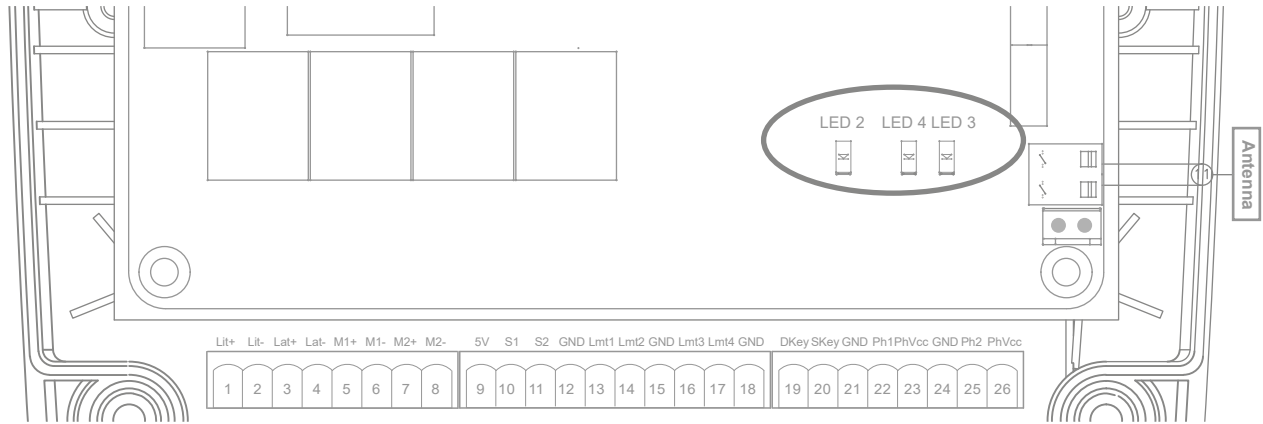 LED 2 LED 4 LED 3
Antenna
11
Lit+ Lit- Lat+ Lat- M1+ M1- M2+ M2- 5V S1 S2 GND Lmt1 Lmt2 GND Lmt3 Lmt4 GND DKey SKey GND Ph1 PhVcc GND Ph2 PhVcc
1 2 3 4 5 6 7 8 9 10 11 12 13 14 15 16 17 18 19 20 21 22 23 24 25 26